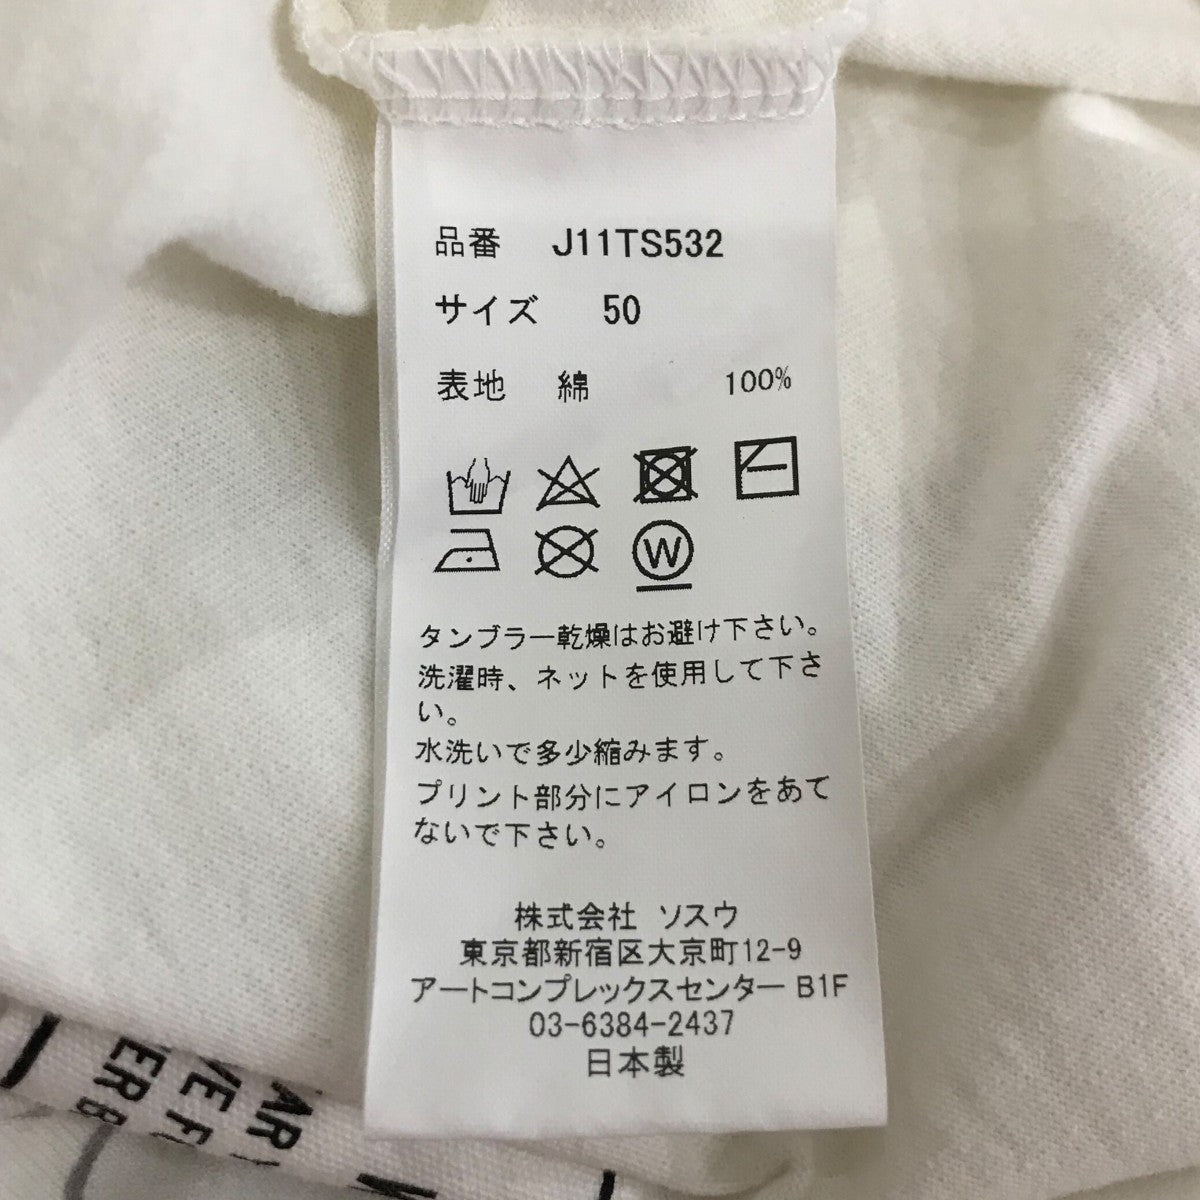 品番 J11TS532
サイズ 50
表地 綿 100%
W
タンブラー乾燥はお避け下さい。
洗濯時、ネットを使用して下さ
い。
水洗いで多少縮みます。
プリント部分にアイロンをあて
ないで下さい。
株式会社 ソスウ
東京都新宿区大京町12-9
アートコンプレックスセンター B1F
03-6384-2437
日本製